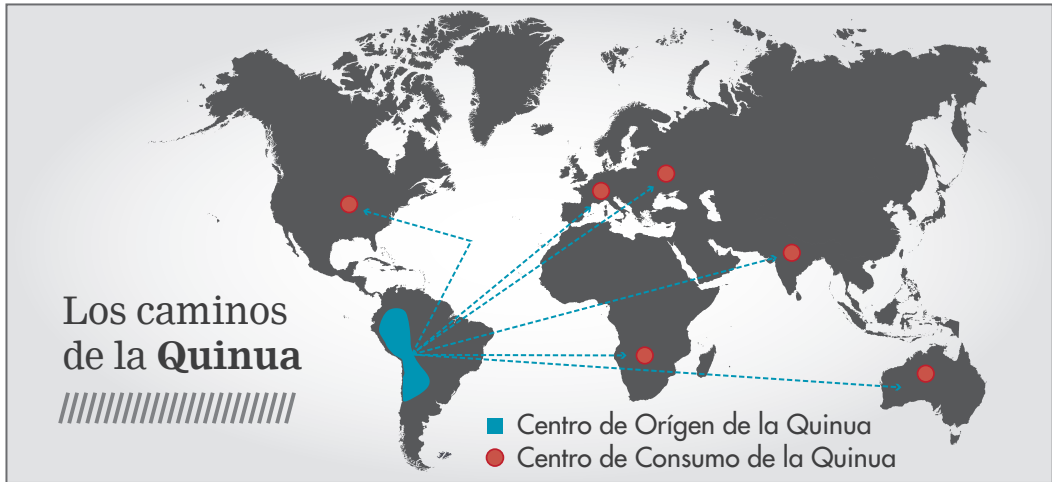 Los caminos
de la Quinua
Centro de Orígen de la Quinua
Centro de Consumo de la Quinua